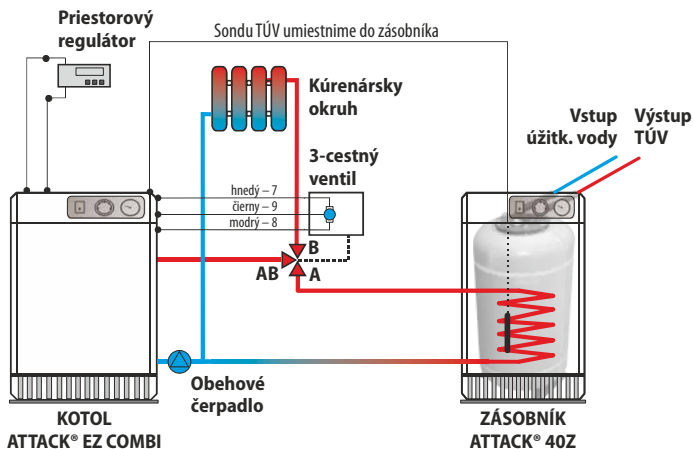 Priestorový
regulátor
Sondu TÚV umiestnime do zásobníka
Kúrenársky
okruh
Vstup
úžitk. vody
Výstup
TÚV
3-cestný
ventil
hnedý – 7
čierny – 9
modrý – 8
B
AB
A
Obehové
čerpadlo
KOTOL
ATTACK® EZ COMBI
ZÁSOBNÍK
ATTACK® 40Z